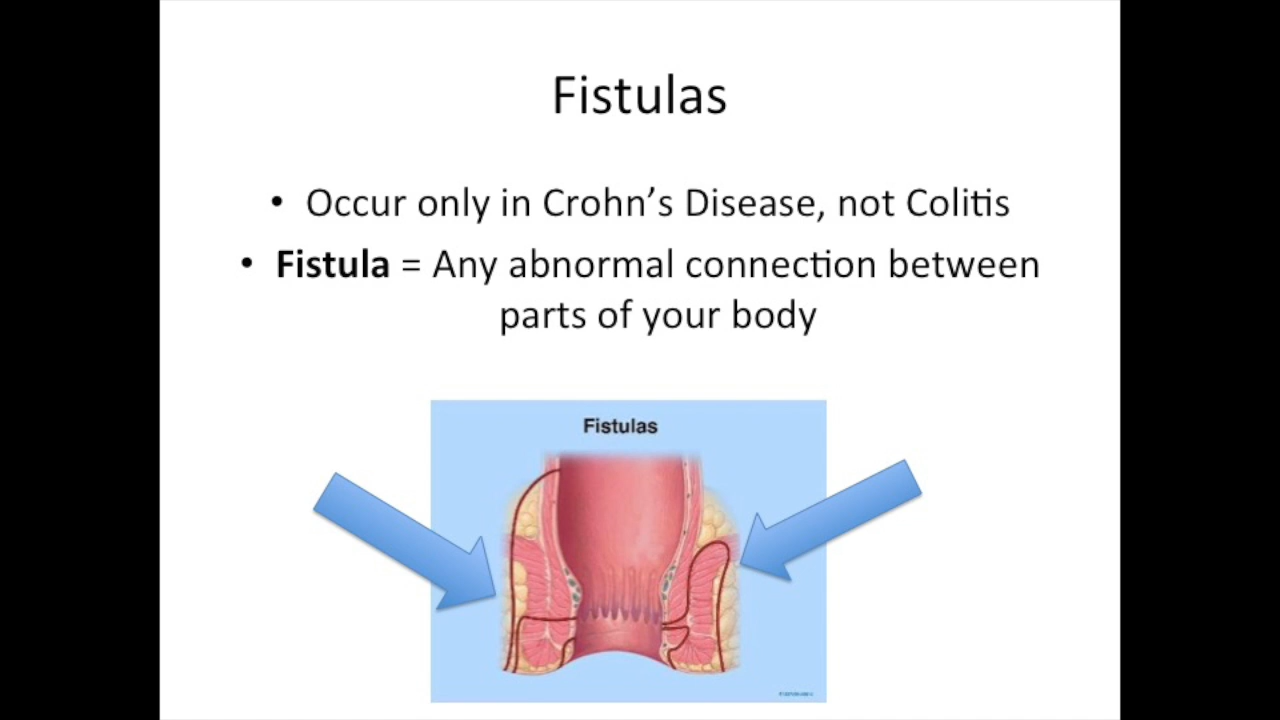 Fistulas
• Occur only in Crohn’s Disease, not Colitis
• Fistula = Any abnormal connection between
parts of your body
Fistulas